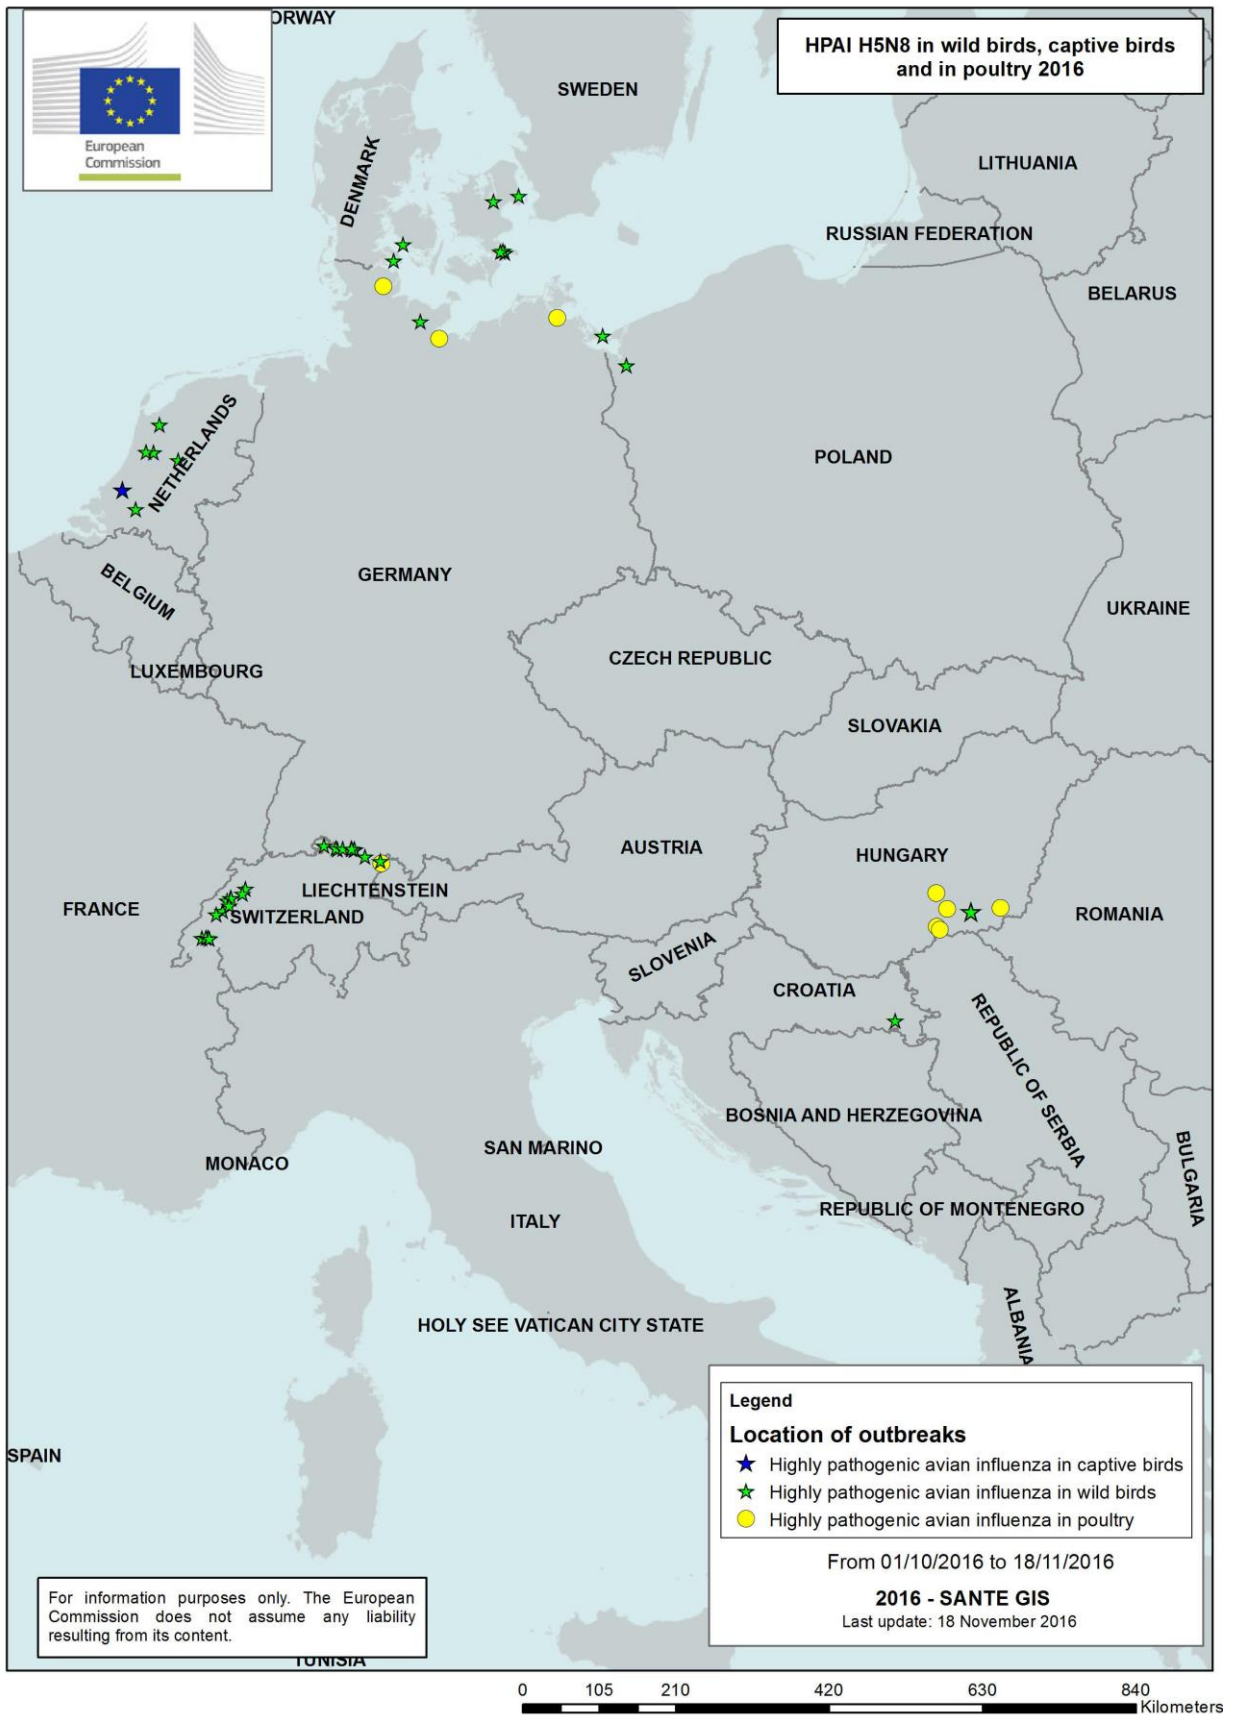 ORWAY
European
Commission
HPAI H5N8 in wild birds, captive birds
and in poultry 2016
SWEDEN
DENMARK
LITHUANIA
RUSSIAN FEDERATION
BELARUS
NETHERLANDS
POLAND
GERMANY
BELGIUM
UKRAINE
LUXEMBOURG
CZECH REPUBLIC
SLOVAKIA
AUSTRIA
HUNGARY
LIECHTENSTEIN
FRANCE
SWITZERLAND
ROMANIA
SLOVENIA
CROATIA
REPUBLIC OF SERBIA
BOSNIA AND HERZEGOVINA
SAN MARINO
MONACO
BULGARIA
REPUBLIC OF MONTENEGRO
ITALY
ALBANIA
HOLY SEE VATICAN CITY STATE
SPAIN
Legend
Location of outbreaks
Highly pathogenic avian influenza in captive birds
Highly pathogenic avian influenza in wild birds
Highly pathogenic avian influenza in poultry
From 01/10/2016 to 18/11/2016
2016 - SANTE GIS
Last update: 18 November 2016
For information purposes only. The European
Commission does not assume any liability
resulting from its content.
TUNISIA
0 105 210 420 630 840
Kilometers